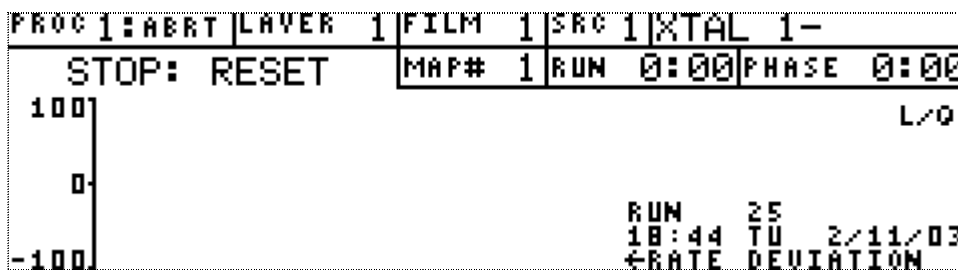 PROC 1:ABRT LAYER 1 FILM 1 SRC 1 XTAL 1-
STOP: RESET MAP# 1 RUN 0:00 PHASE 0:00
100
L/Q
0
RUN 25
18:44 TU 2/11/03
-100 ←RATE DEVIATION